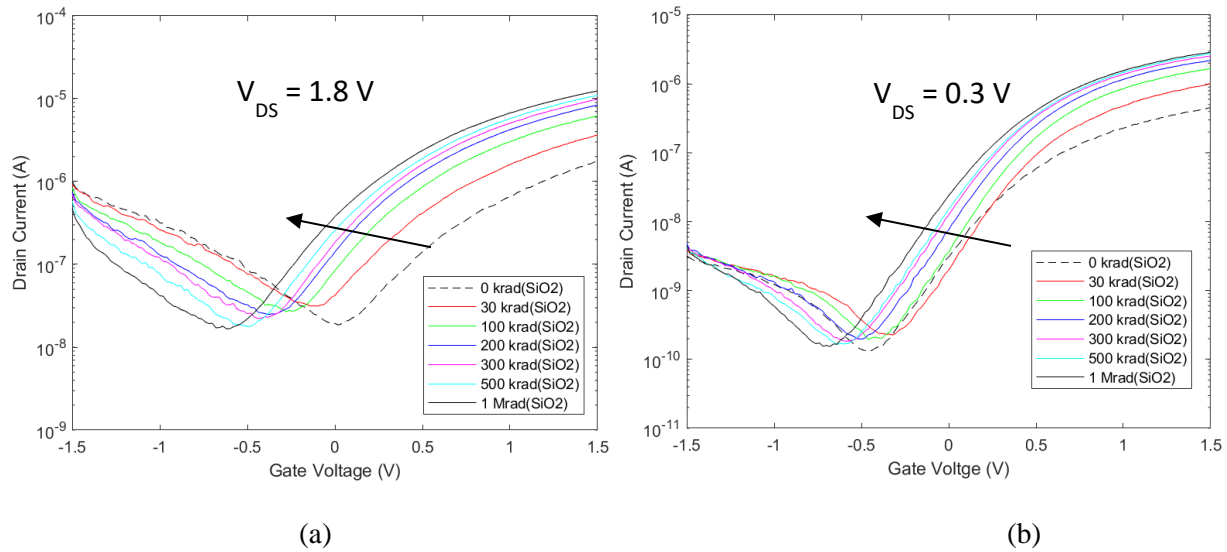 10^-4
10^-5
10^-6
10^-7
10^-8
10^-9
Drain Current (A)
V_DS = 1.8 V
0 krad(SiO2)
30 krad(SiO2)
100 krad(SiO2)
200 krad(SiO2)
300 krad(SiO2)
500 krad(SiO2)
1 Mrad(SiO2)
-1.5 -1 -0.5 0 0.5 1 1.5
Gate Voltage (V)
(a)
10^-5
10^-6
10^-7
10^-8
10^-9
10^-10
10^-11
Drain Current (A)
V_DS = 0.3 V
0 krad(SiO2)
30 krad(SiO2)
100 krad(SiO2)
200 krad(SiO2)
300 krad(SiO2)
500 krad(SiO2)
1 Mrad(SiO2)
-1.5 -1 -0.5 0 0.5 1 1.5
Gate Voltge (V)
(b)